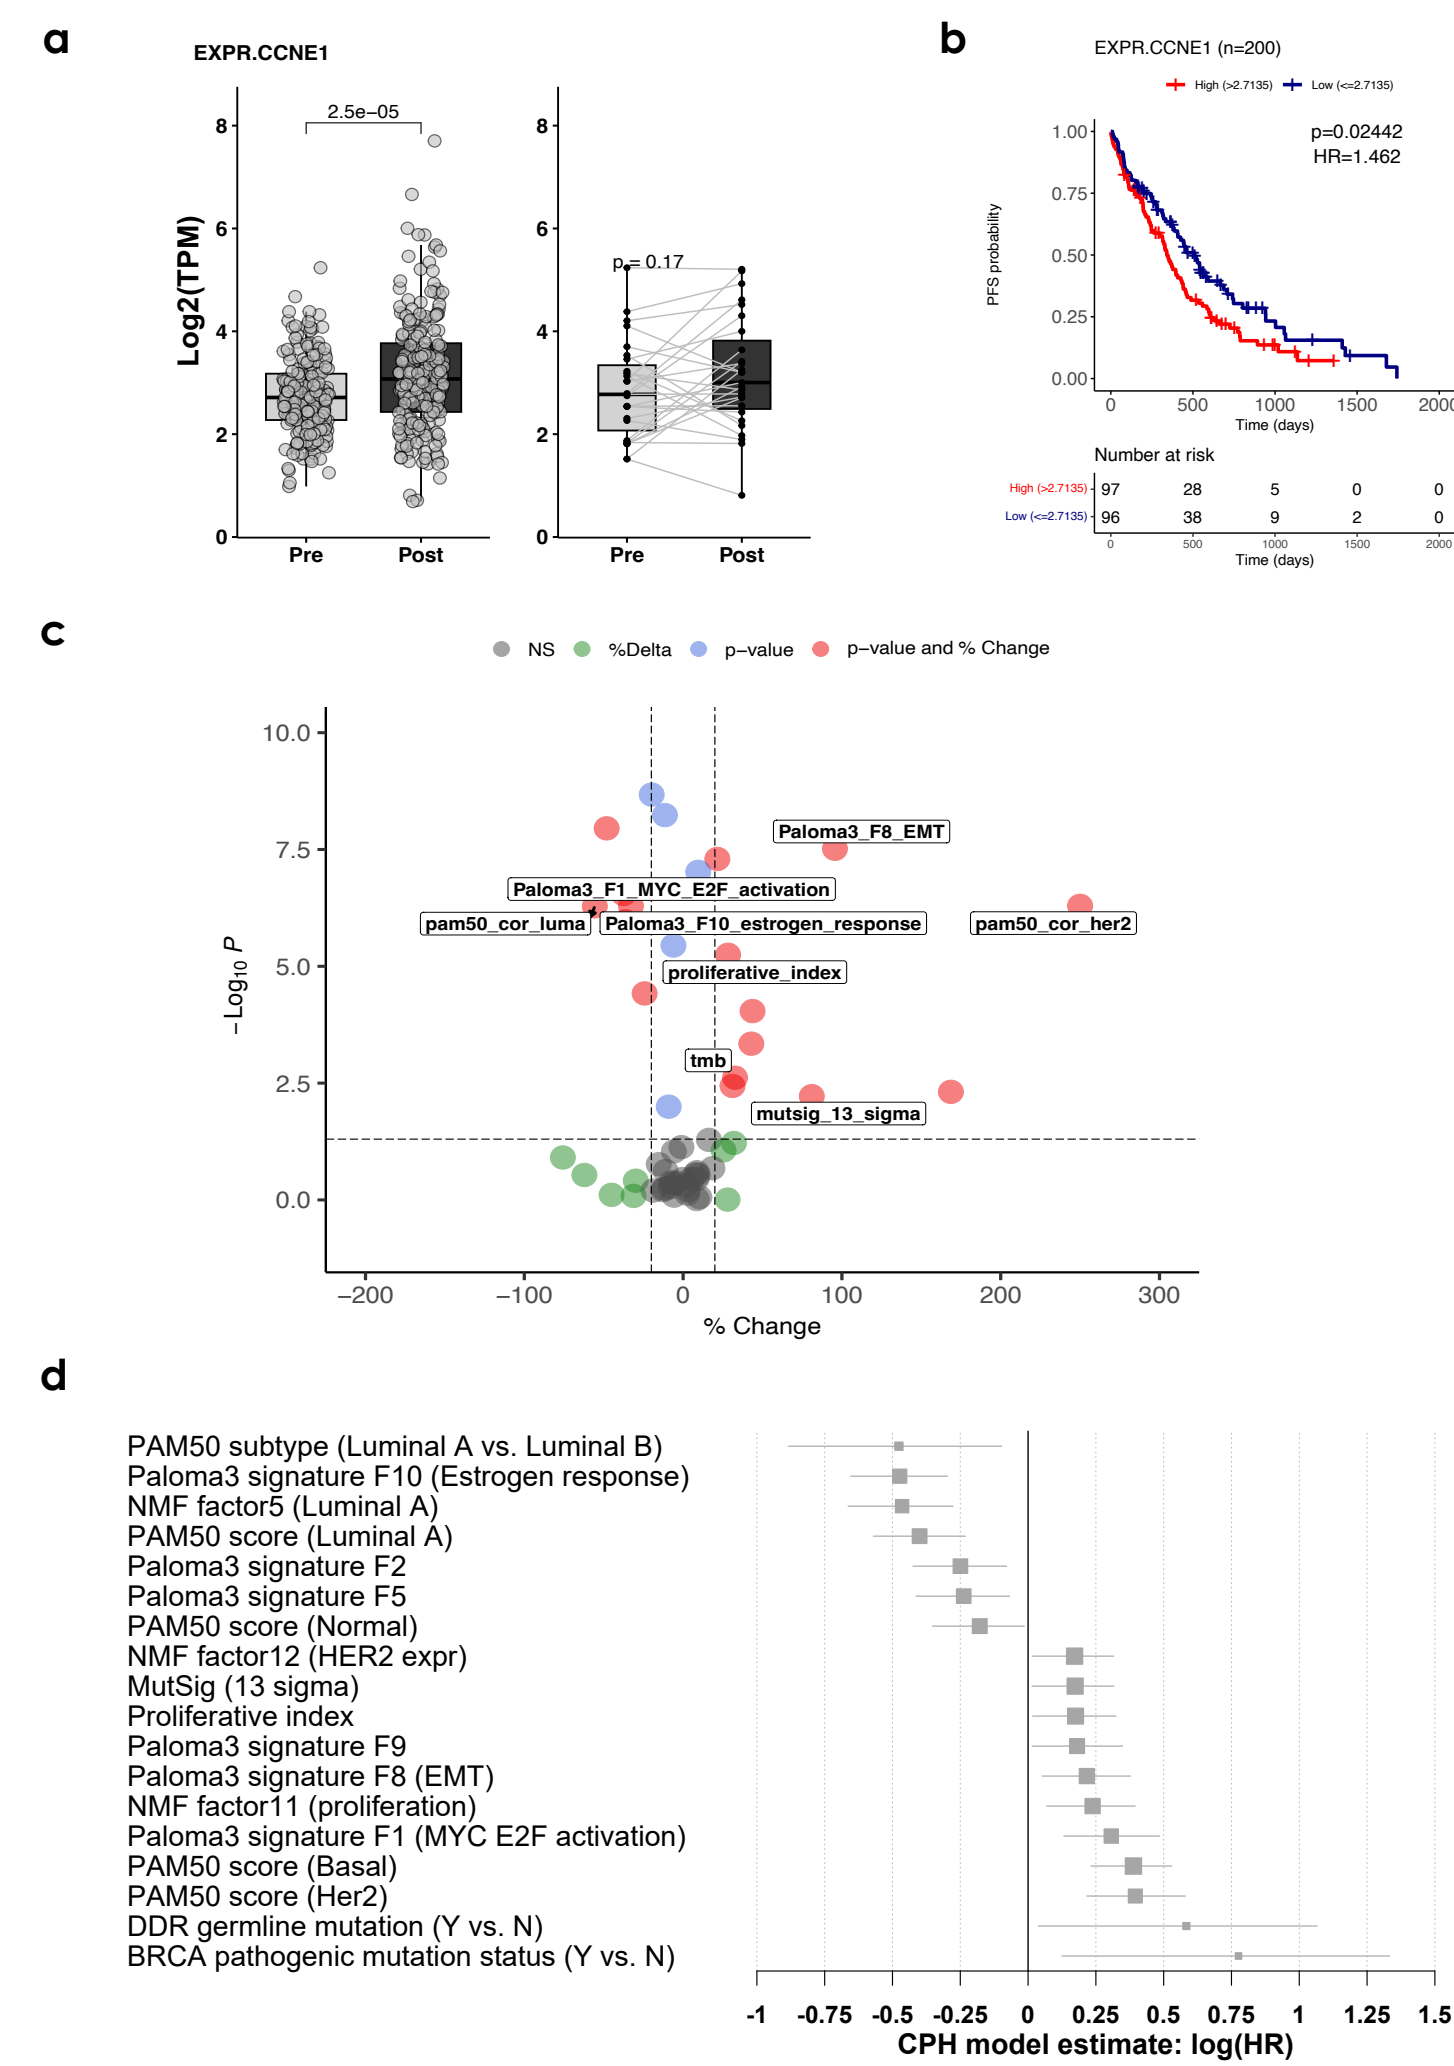 a
EXPR.CCNE1
Log2(TPM)
8
6
4
2
0
2.5e−05
Pre
Post
8
6
4
2
0
p = 0.17
Pre
Post
b
EXPR.CCNE1 (n=200)
High (>2.7135)
Low (<=2.7135)
p=0.02442
HR=1.462
PFS probability
1.00
0.75
0.50
0.25
0.00
0 500 1000 1500 2000
Time (days)
Number at risk
High (>2.7135) 97 28 5 0 0
Low (<=2.7135) 96 38 9 2 0
0 500 1000 1500 2000
Time (days)
c
NS
%Delta
p−value
p−value and % Change
−Log10 P
10.0
7.5
5.0
2.5
0.0
Paloma3_F8_EMT
Paloma3_F1_MYC_E2F_activation
pam50_cor_luma
Paloma3_F10_estrogen_response
pam50_cor_her2
proliferative_index
tmb
mutsig_13_sigma
−200 −100 0 100 200 300
% Change
d
PAM50 subtype (Luminal A vs. Luminal B)
Paloma3 signature F10 (Estrogen response)
NMF factor5 (Luminal A)
PAM50 score (Luminal A)
Paloma3 signature F2
Paloma3 signature F5
PAM50 score (Normal)
NMF factor12 (HER2 expr)
MutSig (13 sigma)
Proliferative index
Paloma3 signature F9
Paloma3 signature F8 (EMT)
NMF factor11 (proliferation)
Paloma3 signature F1 (MYC E2F activation)
PAM50 score (Basal)
PAM50 score (Her2)
DDR germline mutation (Y vs. N)
BRCA pathogenic mutation status (Y vs. N)
-1 -0.75 -0.5 -0.25 0 0.25 0.5 0.75 1 1.25 1.5
CPH model estimate: log(HR)